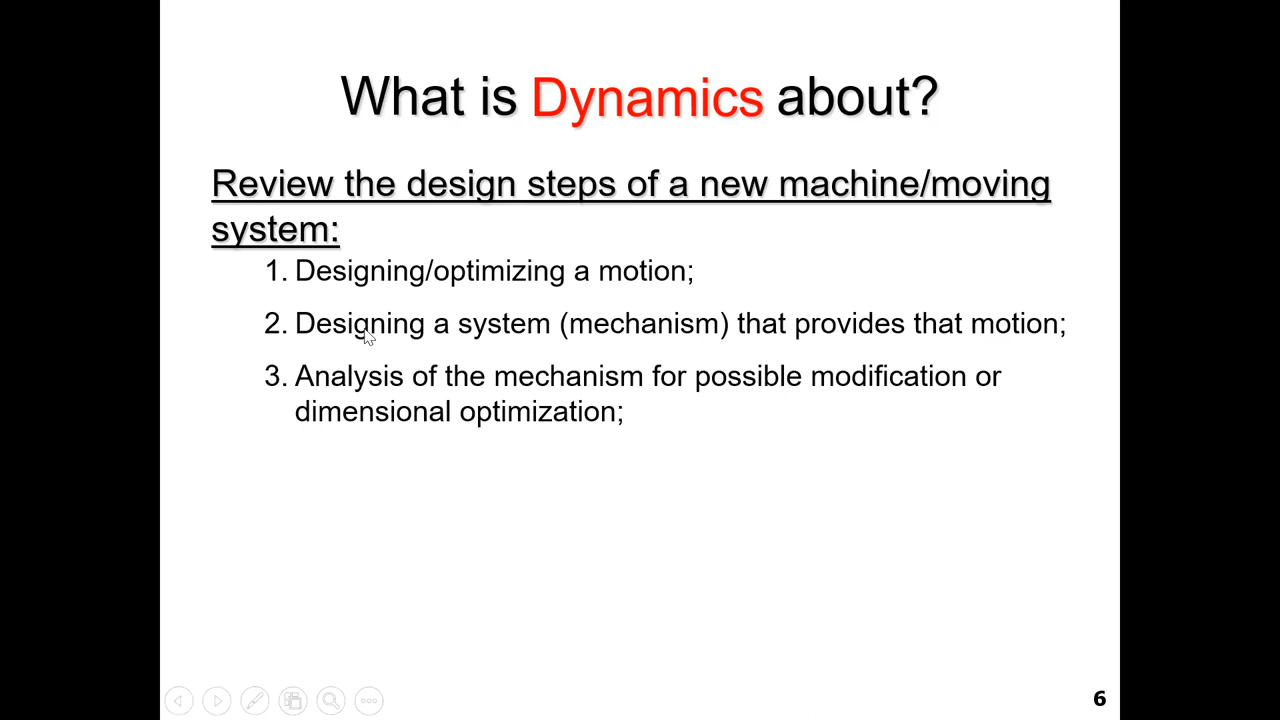 What is Dynamics about?
Review the design steps of a new machine/moving
system:
1. Designing/optimizing a motion;
2. Designing a system (mechanism) that provides that motion;
3. Analysis of the mechanism for possible modification or
dimensional optimization;
6